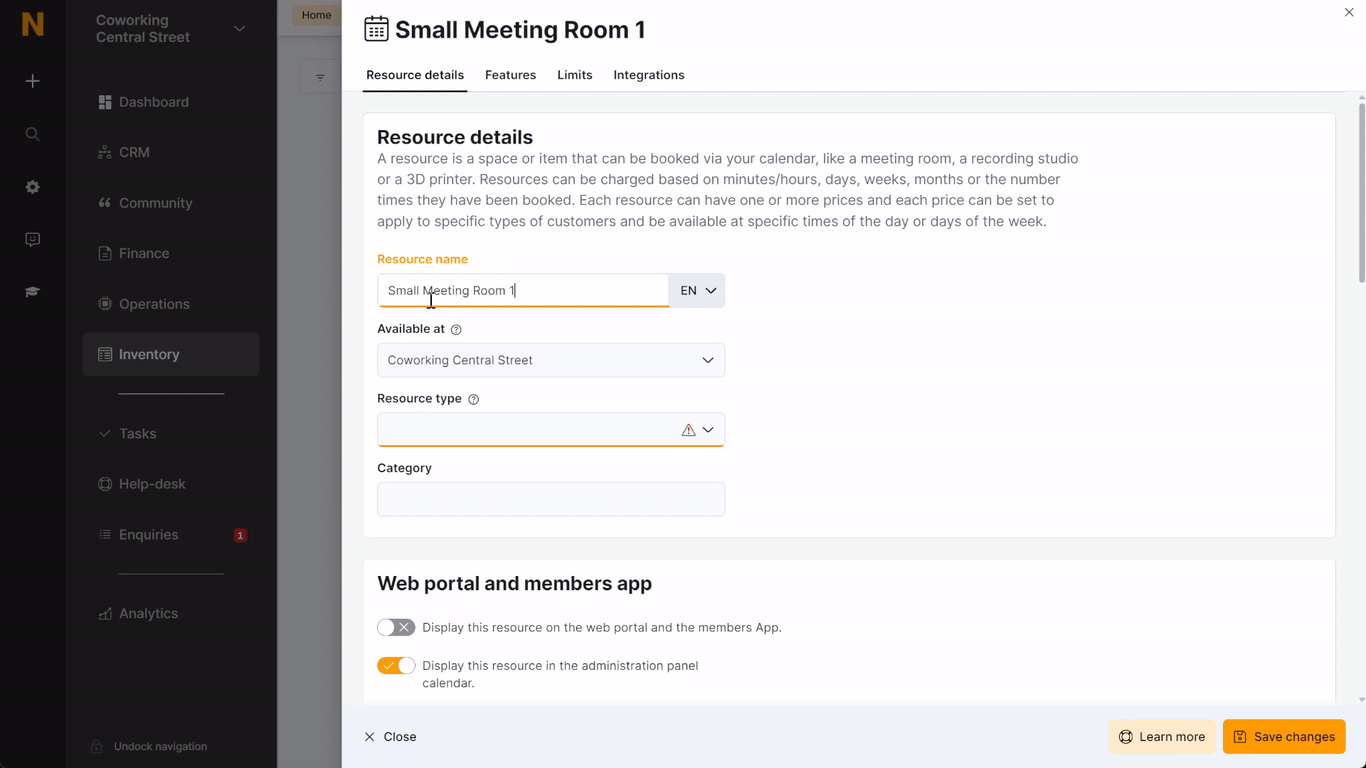 N
Coworking
Central Street
Dashboard
CRM
Community
Finance
Operations
Inventory
Tasks
Help-desk
Enquiries
1
Analytics
Undock navigation
Home
Small Meeting Room 1
Resource details
Features
Limits
Integrations
Resource details
A resource is a space or item that can be booked via your calendar, like a meeting room, a recording studio
or a 3D printer. Resources can be charged based on minutes/hours, days, weeks, months or the number
times they have been booked. Each resource can have one or more prices and each price can be set to
apply to specific types of customers and be available at specific times of the day or days of the week.
Resource name
Small Meeting Room 1
EN
Available at
Coworking Central Street
Resource type
Category
Web portal and members app
Display this resource on the web portal and the members App.
Display this resource in the administration panel
calendar.
Close
Learn more
Save changes